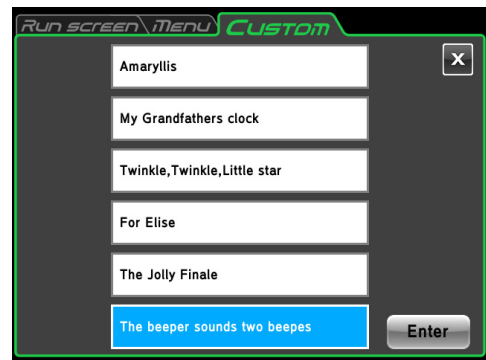 Run screen Menu Custom
Amaryllis
X
My Grandfathers clock
Twinkle,Twinkle,Little star
For Elise
The Jolly Finale
The beeper sounds two beepes
Enter